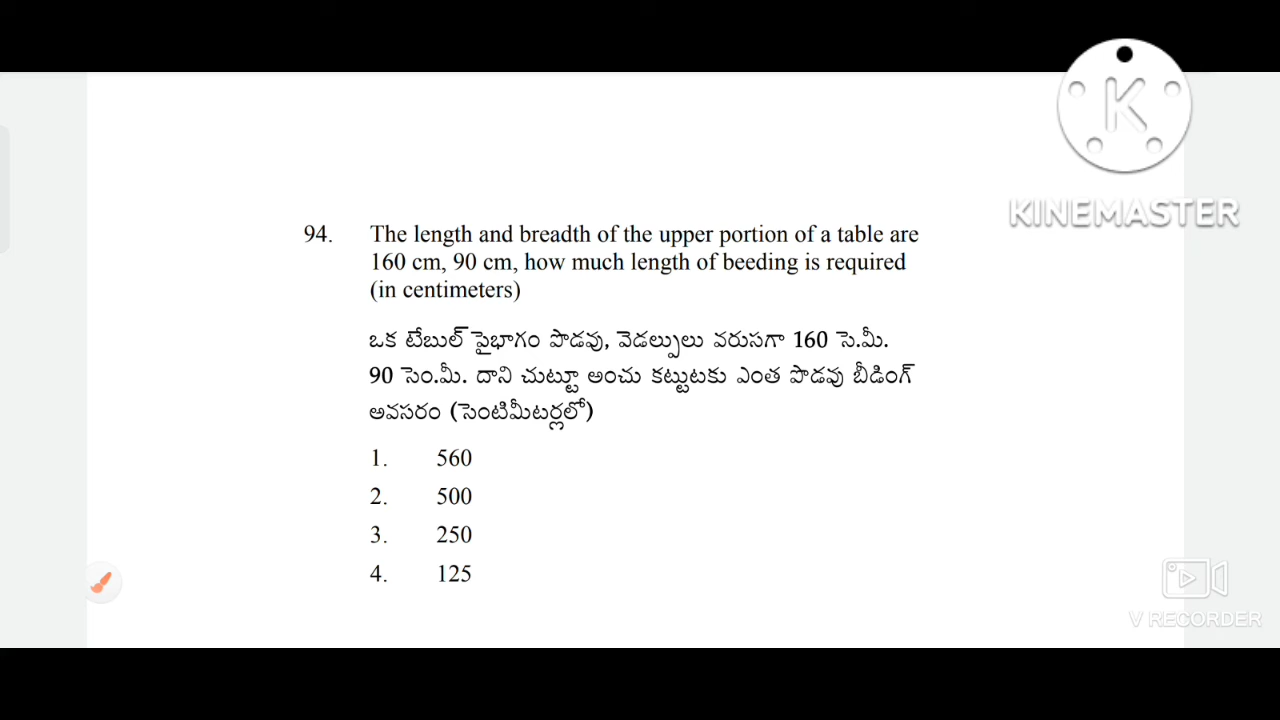 KINEMASTER
94. The length and breadth of the upper portion of a table are
160 cm, 90 cm, how much length of beeding is required
(in centimeters)
ఒక టేబుల్ పైభాగం పొడవు, వెడల్పులు వరుసగా 160 సె.మీ.
90 సెం.మీ. దాని చుట్టూ అంచు కట్టుటకు ఎంత పొడవు బీడింగ్
అవసరం (సెంటిమీటర్లలో)
1. 560
2. 500
3. 250
4. 125
V RECORDER